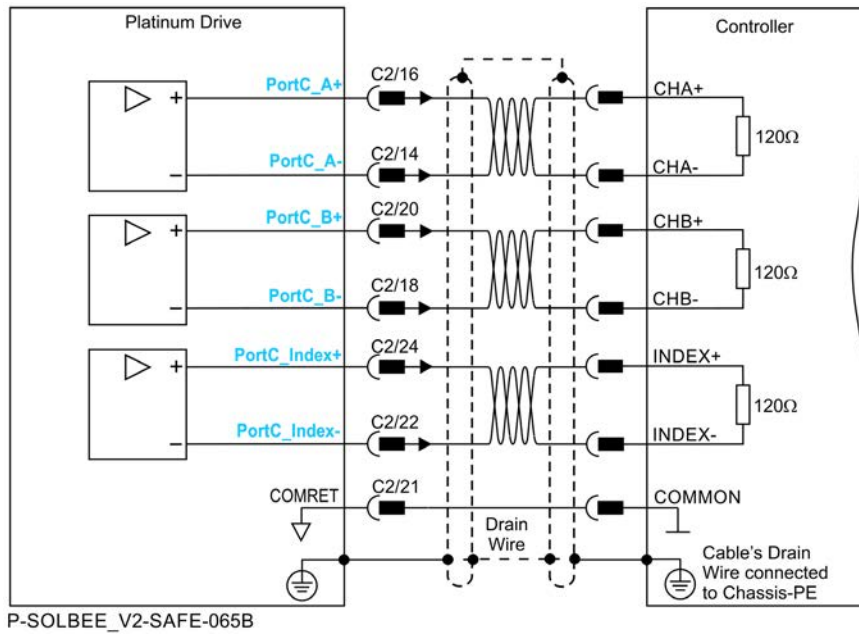 Platinum Drive
Controller
PortC_A+
C2/16
CHA+
+
120Ω
PortC_A-
C2/14
CHA-
−
PortC_B+
C2/20
CHB+
+
120Ω
PortC_B-
C2/18
CHB-
−
PortC_Index+
C2/24
INDEX+
+
120Ω
PortC_Index-
C2/22
INDEX-
−
COMRET
C2/21
COMMON
Drain
Wire
Cable's Drain
Wire connected
to Chassis-PE
P-SOLBEE_V2-SAFE-065B